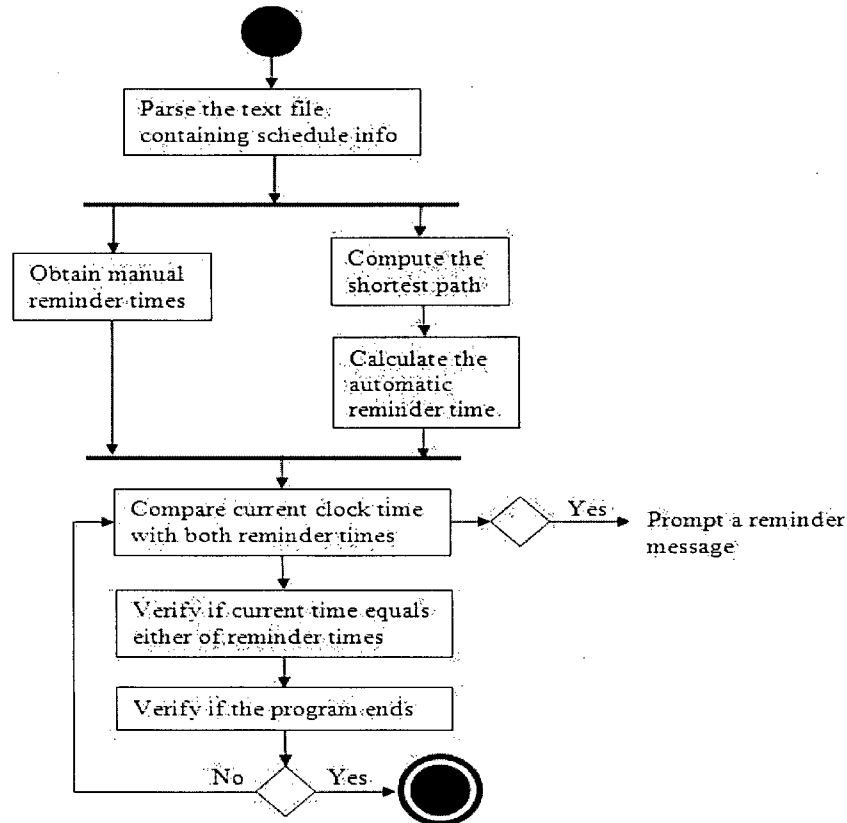 Parse the text file
containing schedule info
Obtain manual
reminder times
Compute the
shortest path
Calculate the
automatic
reminder time.
Compare current clock time
with both reminder times
Yes
Prompt a reminder
message
Verify if current time equals
either of reminder times
Verify if the program ends
No
Yes